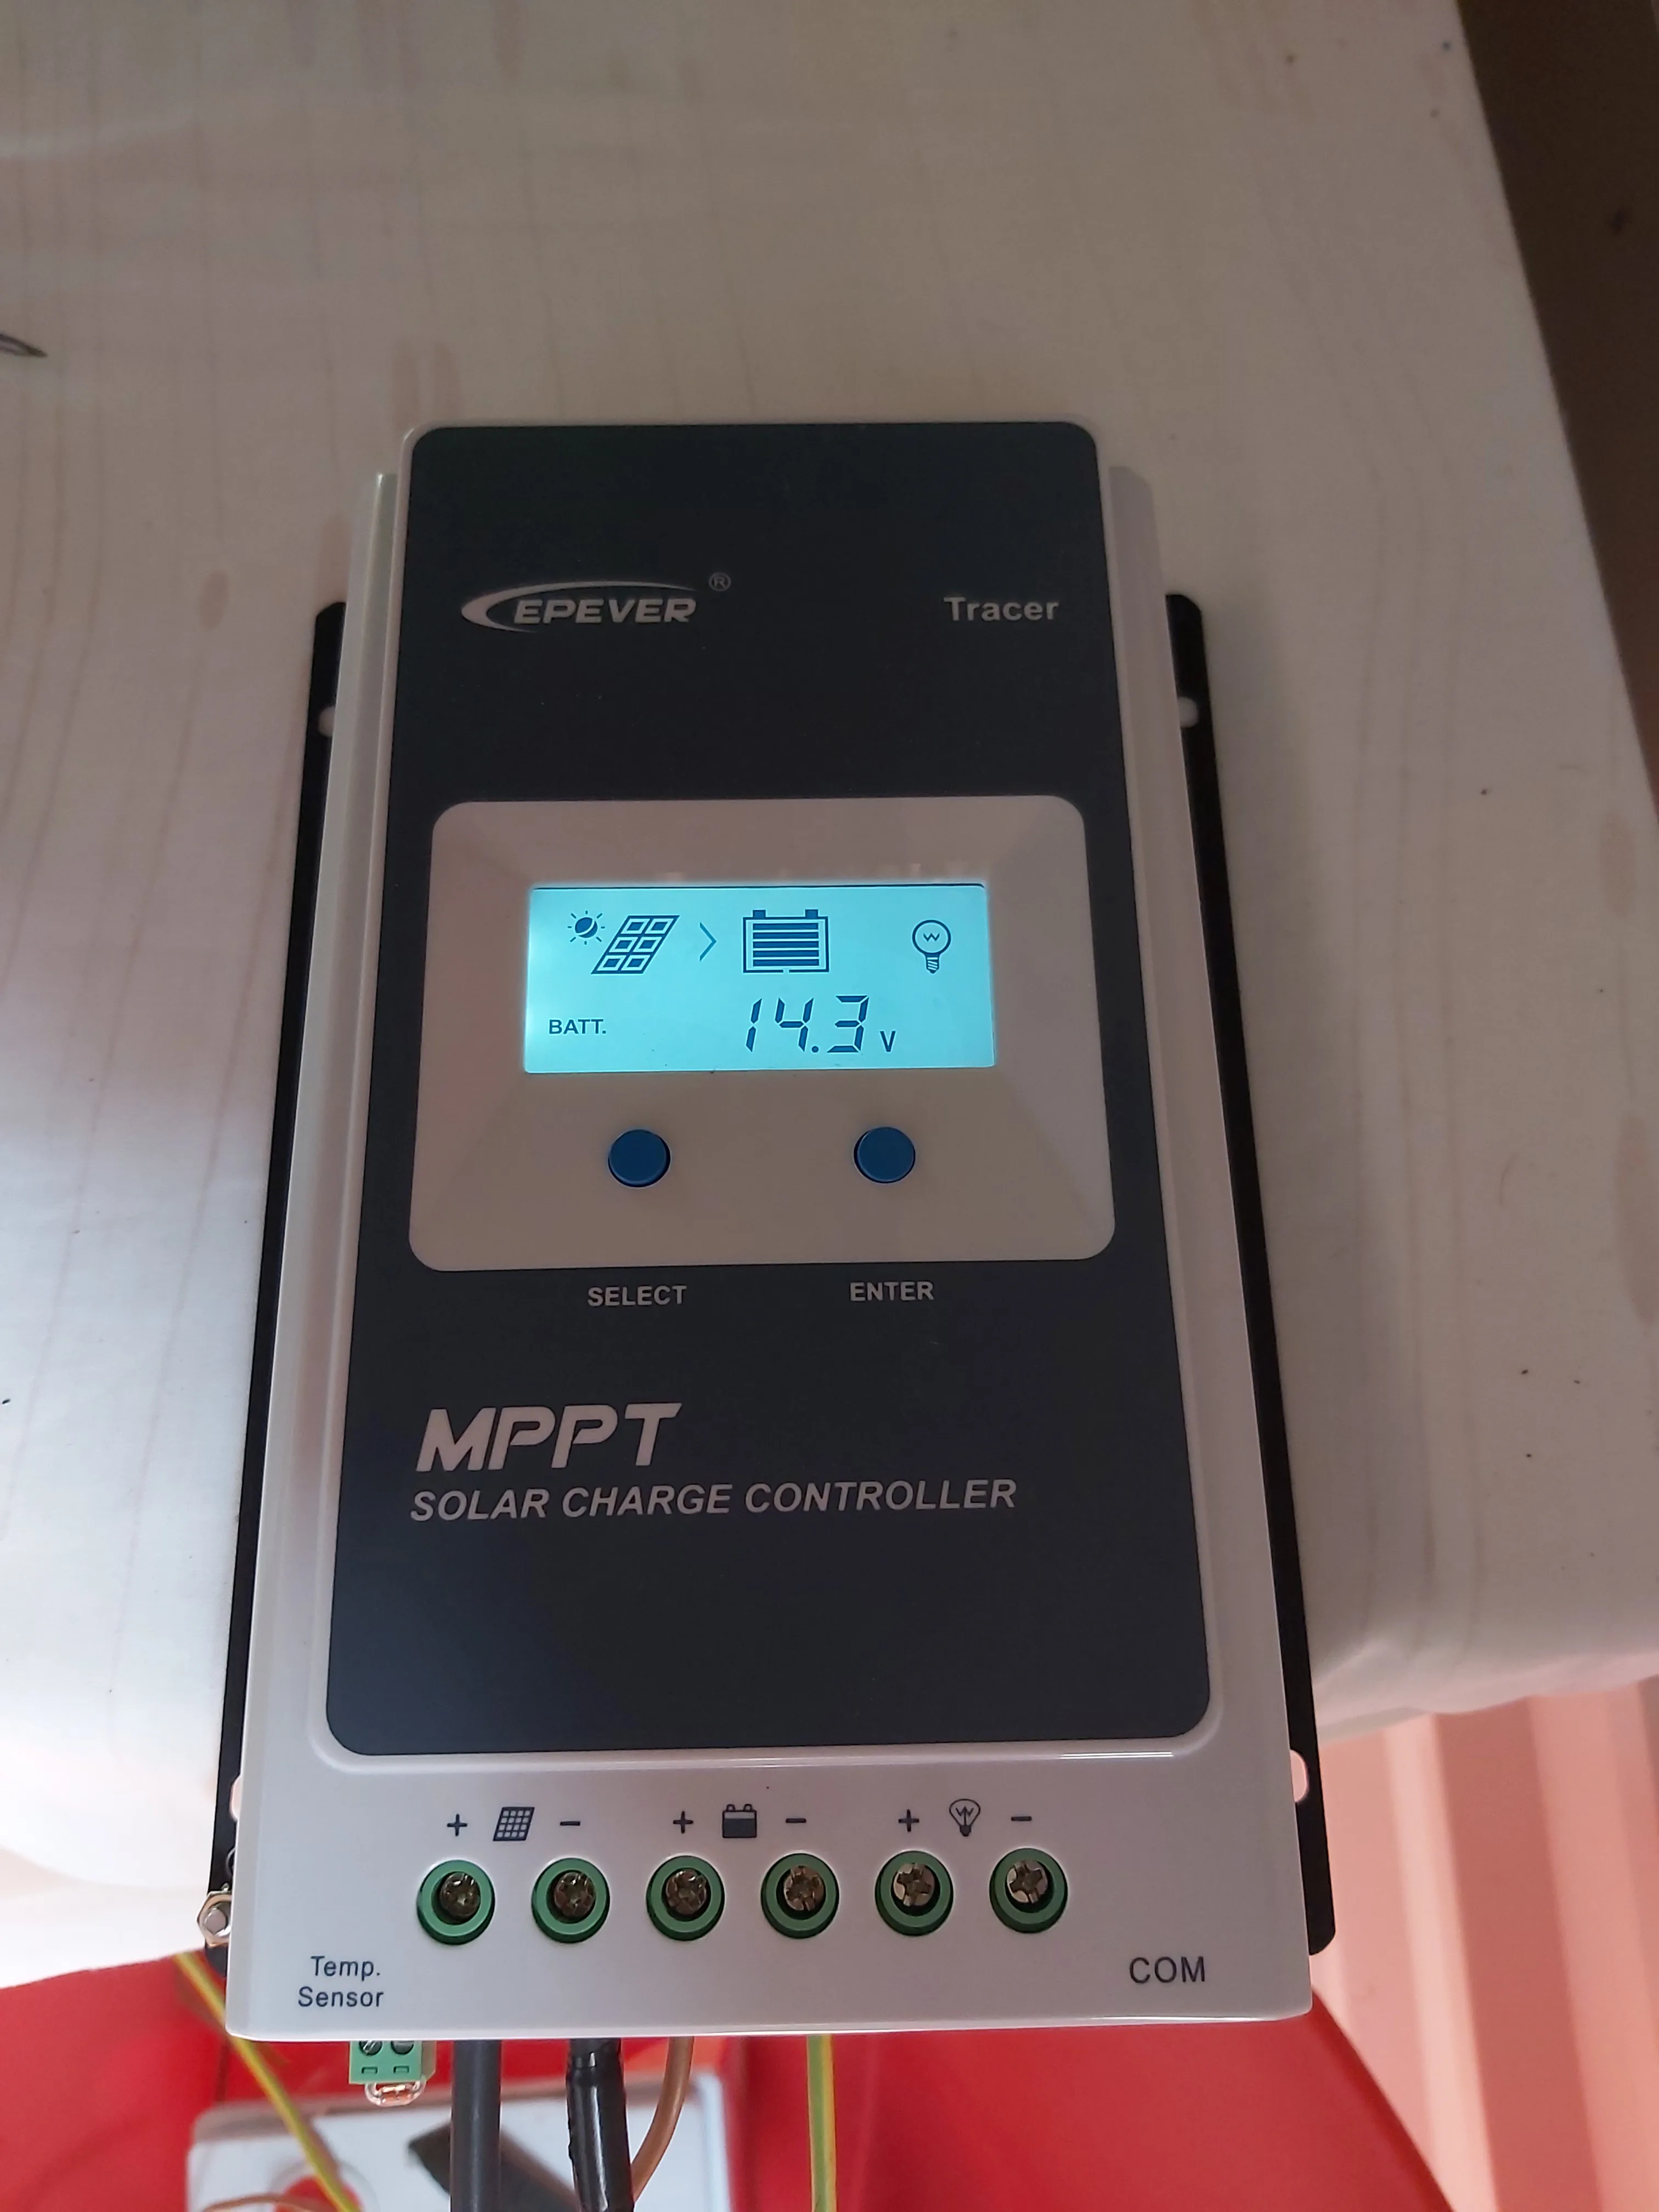 EPEVER ®
Tracer
BATT.
14.3 V
SELECT
ENTER
MPPT
SOLAR CHARGE CONTROLLER
+ −
+ −
+ −
Temp.
Sensor
COM